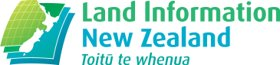 Land Information
New Zealand
Toitū te whenua